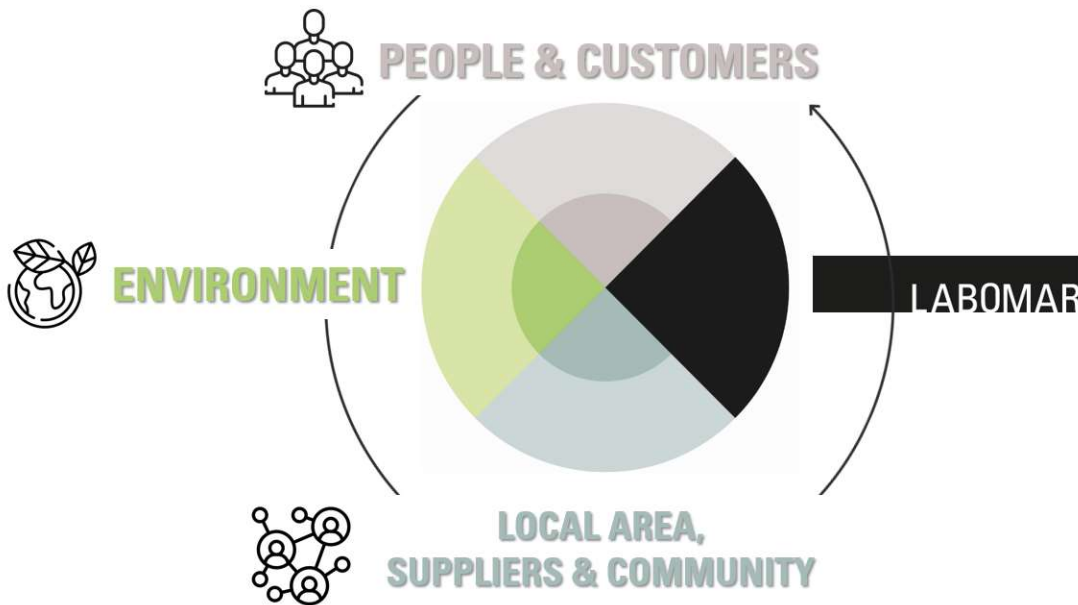 PEOPLE & CUSTOMERS
ENVIRONMENT
LABOMAR
LOCAL AREA,
SUPPLIERS & COMMUNITY